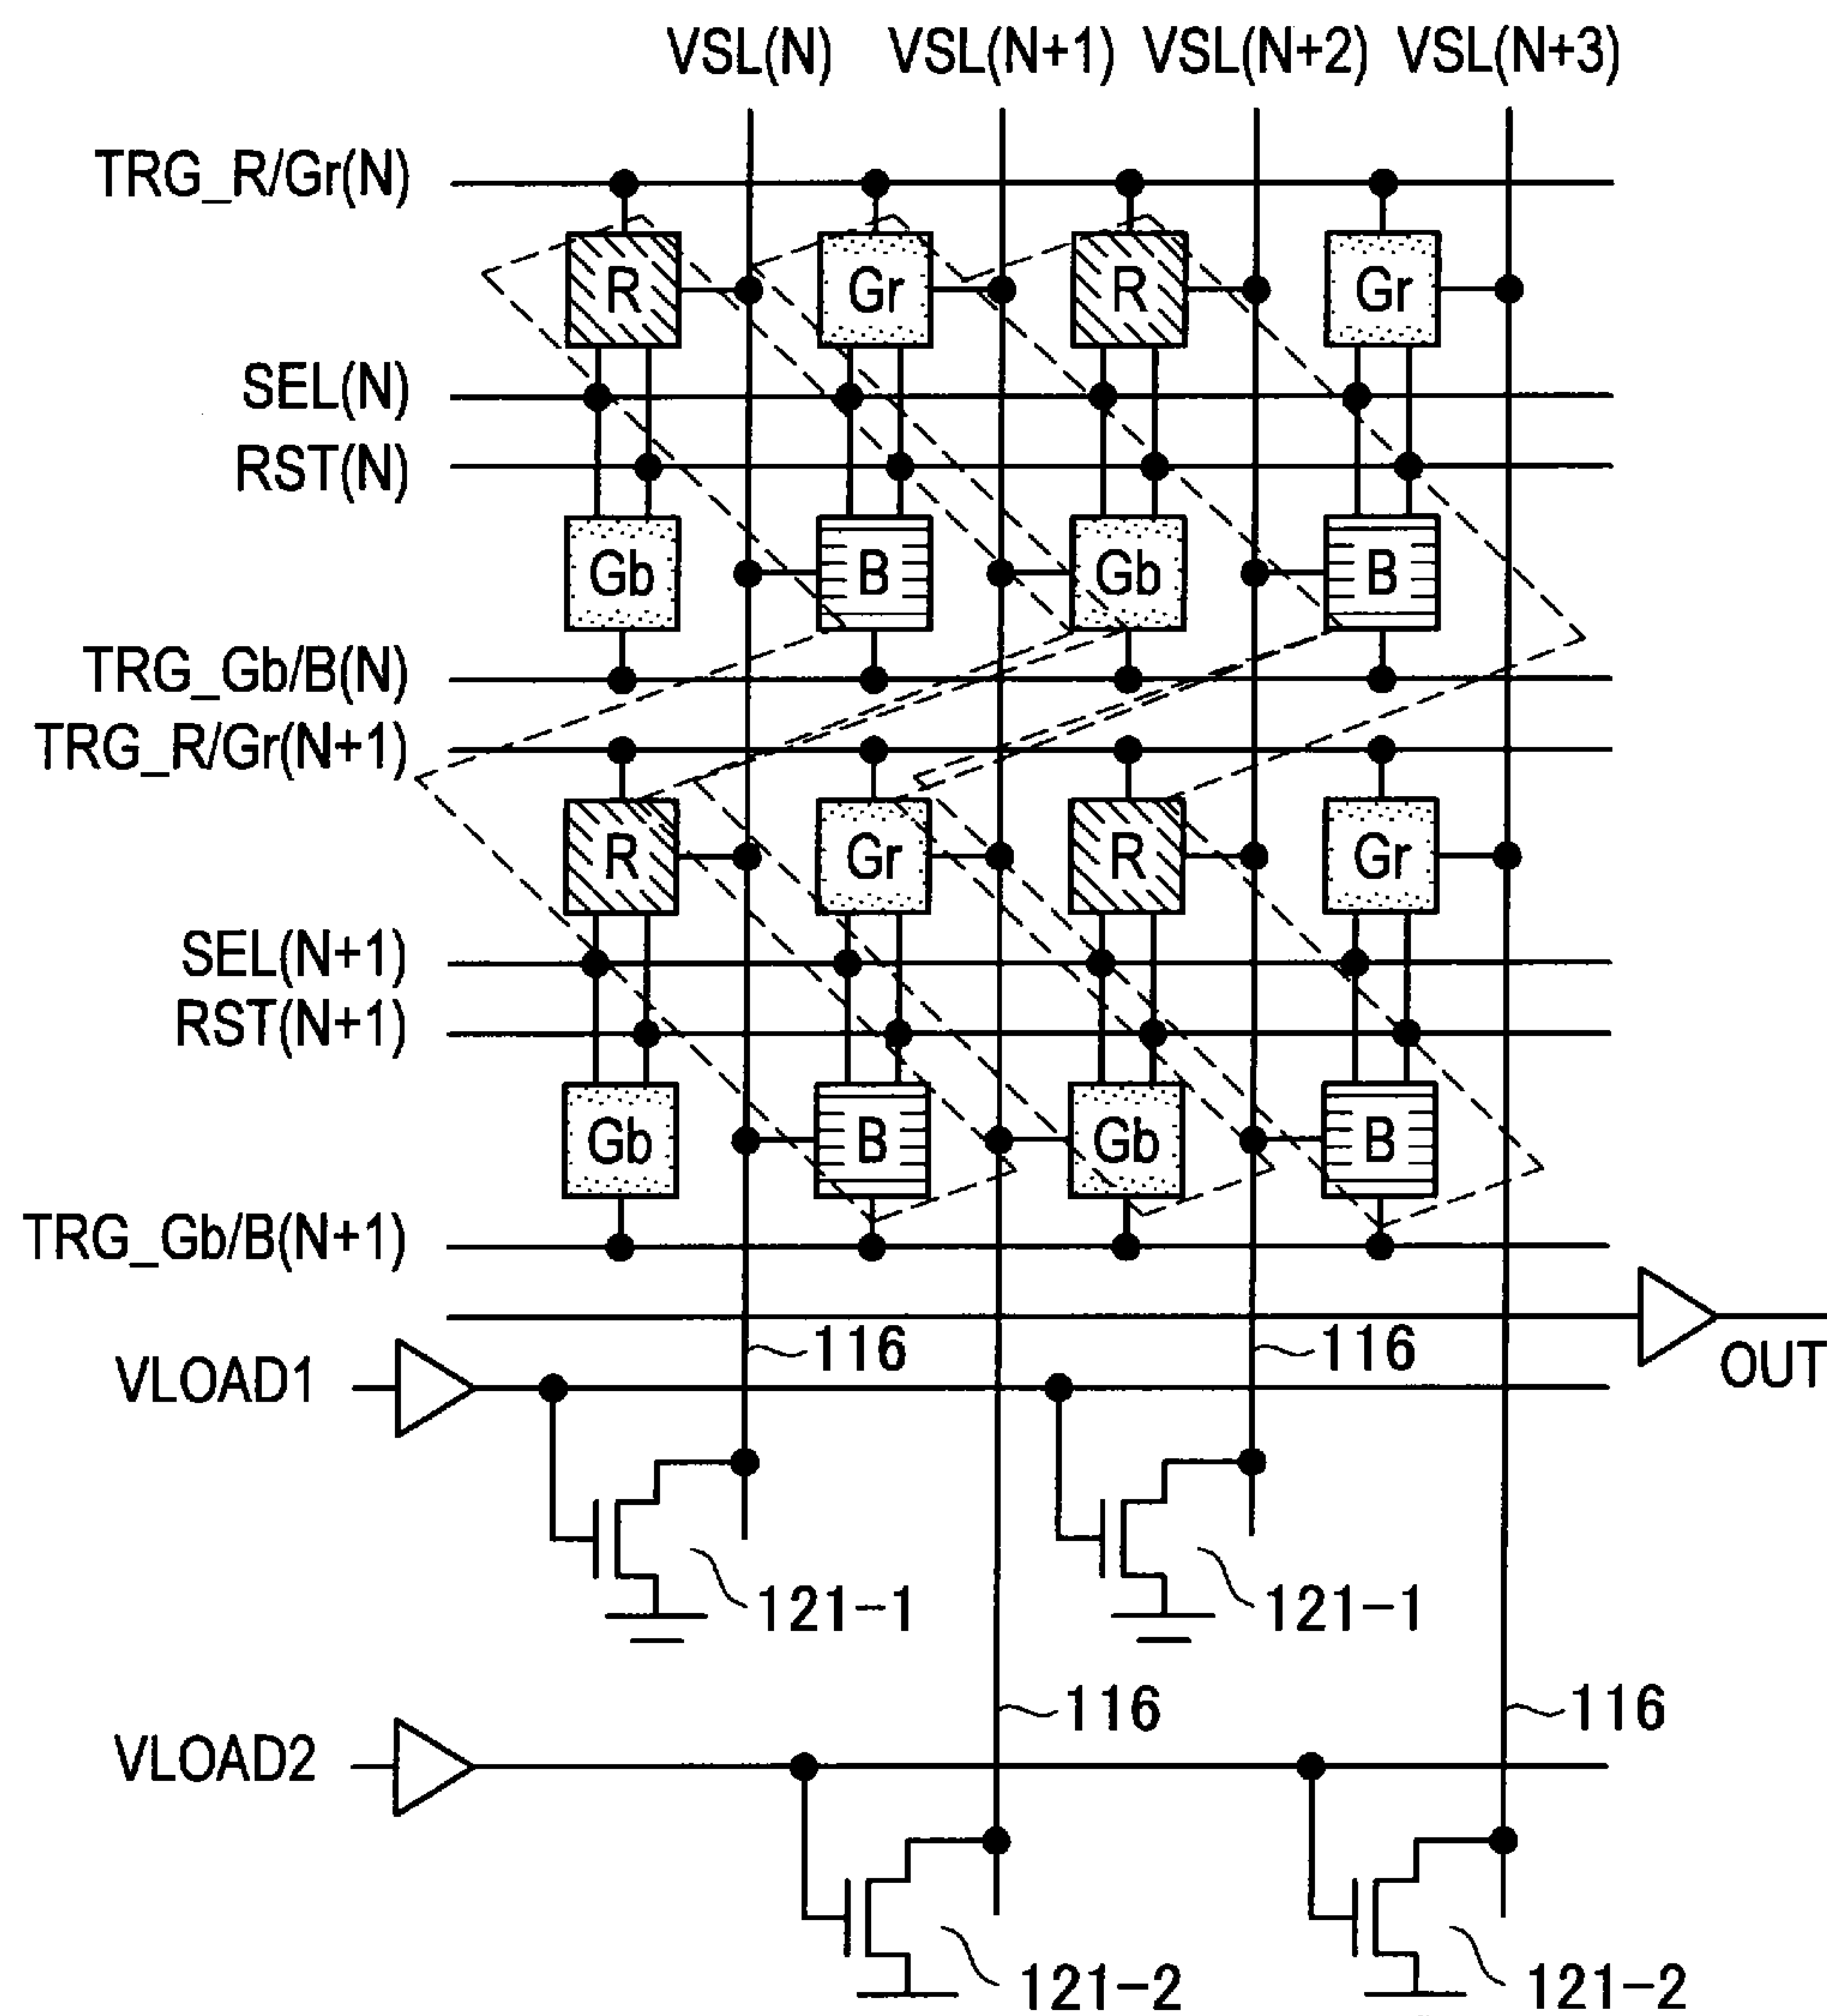 VSL(N) VSL(N+1) VSL(N+2) VSL(N+3)
TRG_R/Gr(N)
R Gr R Gr
SEL(N)
RST(N)
Gb B Gb B
TRG_Gb/B(N)
TRG_R/Gr(N+1)
R Gr R Gr
SEL(N+1)
RST(N+1)
Gb B Gb B
TRG_Gb/B(N+1)
116 116
VLOAD1 OUT
121-1 121-1
116 116
VLOAD2
121-2 121-2